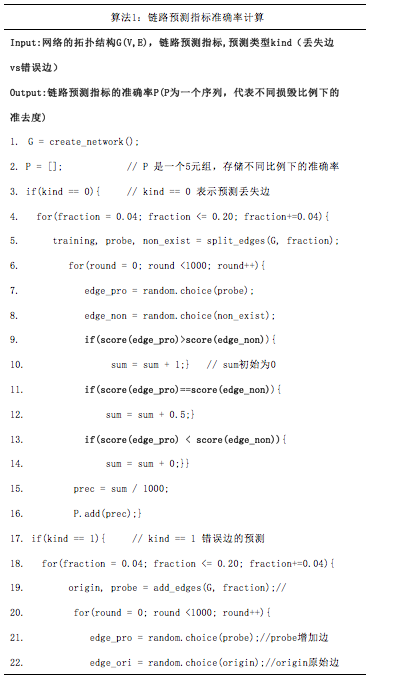 算法1: 链路预测指标准确率计算
Input:网络的拓扑结构G(V,E), 链路预测指标,预测类型kind (丢失边
vs错误边)
Output:链路预测指标的准确率P(P为一个序列, 代表不同损毁比例下的
准去度)
1. G = create_network();
2. P = []; // P 是一个5元组, 存储不同比例下的准确率
3. if(kind == 0){ // kind == 0 表示预测丢失边
4. for(fraction = 0.04; fraction <= 0.20; fraction+=0.04){
5. training, probe, non_exist = split_edges(G, fraction);
6. for(round = 0; round <1000; round++){
7. edge_pro = random.choice(probe);
8. edge_non = random.choice(non_exist);
9. if(score(edge_pro)>score(edge_non)){
10. sum = sum + 1;} // sum初始为0
11. if(score(edge_pro)==score(edge_non)){
12. sum = sum + 0.5;}
13. if(score(edge_pro) < score(edge_non)){
14. sum = sum + 0;}}
15. prec = sum / 1000;
16. P.add(prec);}
17. if(kind == 1){ // kind == 1 错误边的预测
18. for(fraction = 0.04; fraction <= 0.20; fraction+=0.04){
19. origin, probe = add_edges(G, fraction);//
20. for(round = 0; round <1000; round++){
21. edge_pro = random.choice(probe);//probe增加边
22. edge_ori = random.choice(origin);//origin原始边